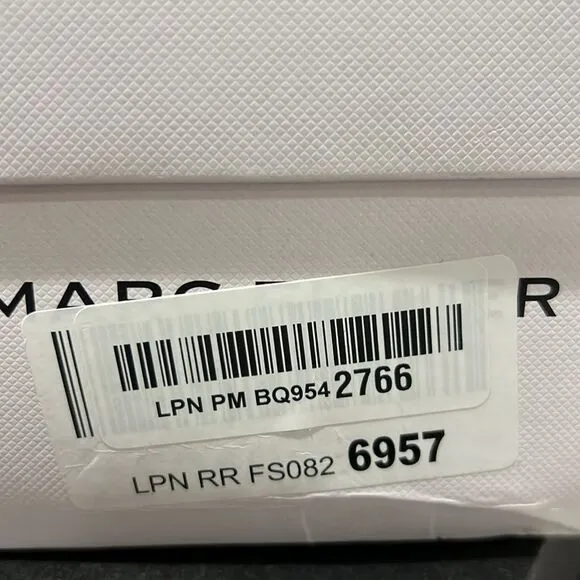 MARC R
LPN PM BQ954 2766
LPN RR FS082 6957